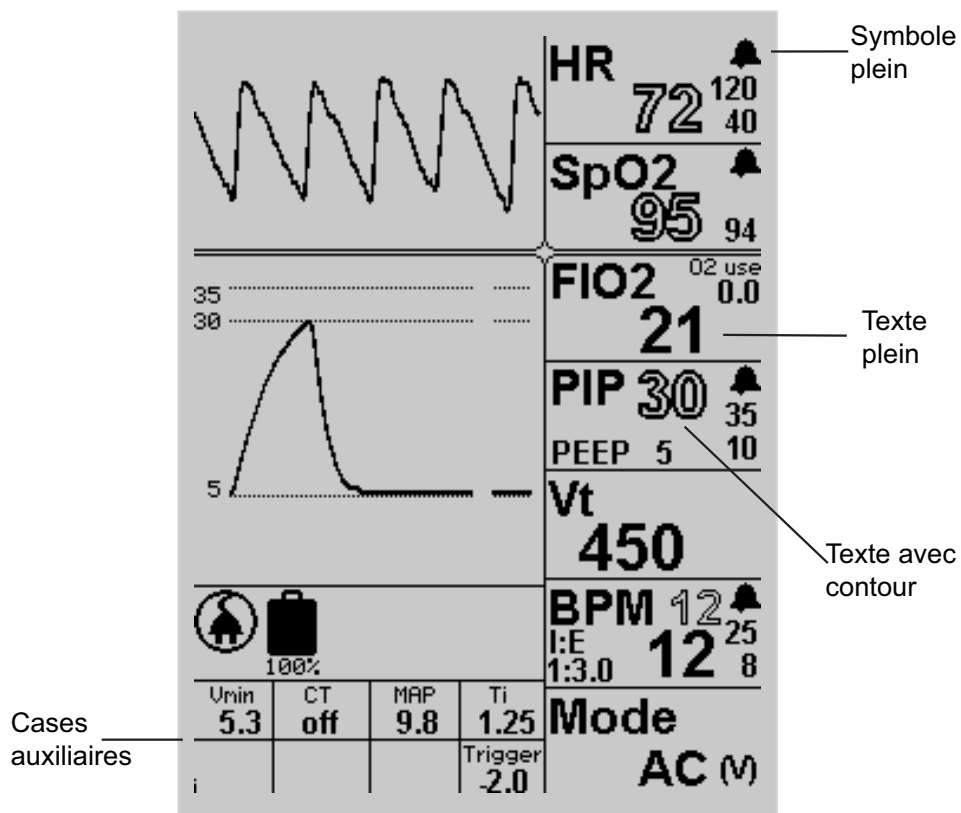 HR
72
120
40
Symbole
plein
SpO2
95
94
35
30
5
FIO2
O2 use
0.0
21
Texte
plein
PIP 30
35
10
PEEP 5
Vt
450
Texte avec
contour
100%
BPM 12
I:E
1:3.0
12
25
8
Cases
auxiliaires
Vmin CT MAP Ti
5.3 off 9.8 1.25
Trigger
-2.0
i
Mode
AC (V)